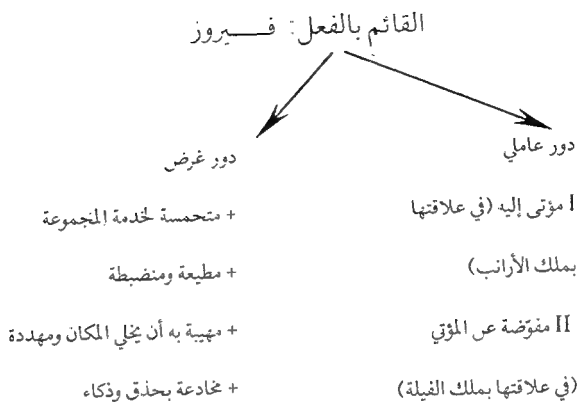 القائم بالفعل: فـــيروز
دور عاملي
I مؤتى إليه (في علاقتها
بملك الأرانب)
II مفوّضة عن المؤتي
(في علاقتها بملك الفيلة)
دور غرض
+ متحمسة لخدمة المجموعة
+ مطيعة ومنضبطة
+ مهيبة به أن يخلي المكان ومهددة
+ مخادعة بحذق وذكاء